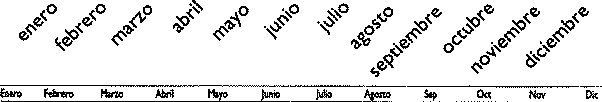 enero febrero marzo abril mayo junio julio agosto septiembre octubre noviembre diciembre
Enero Febrero Marzo Abril Mayo Junio Julio Agosto Sep Oct Nov Dic